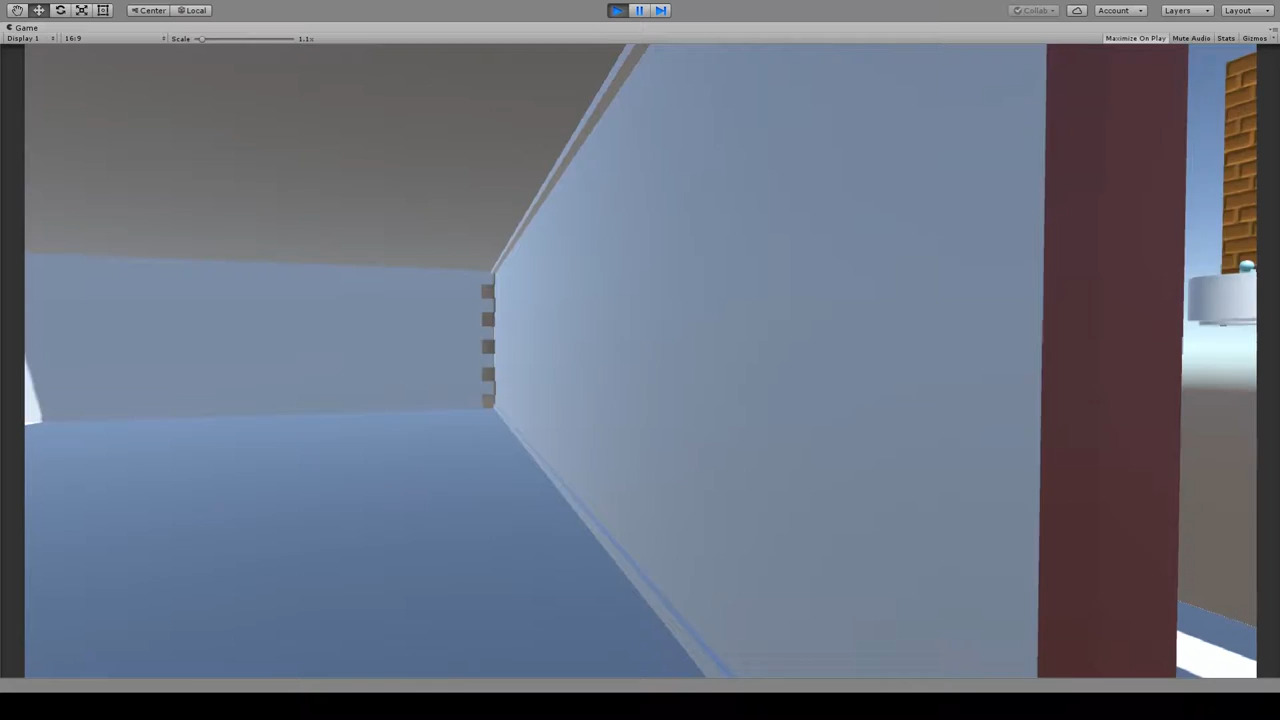 Center Local Collab Account Layers Layout
Game
Display 1 16:9 Scale 1.1x Maximize On Play Mute Audio Stats Gizmos